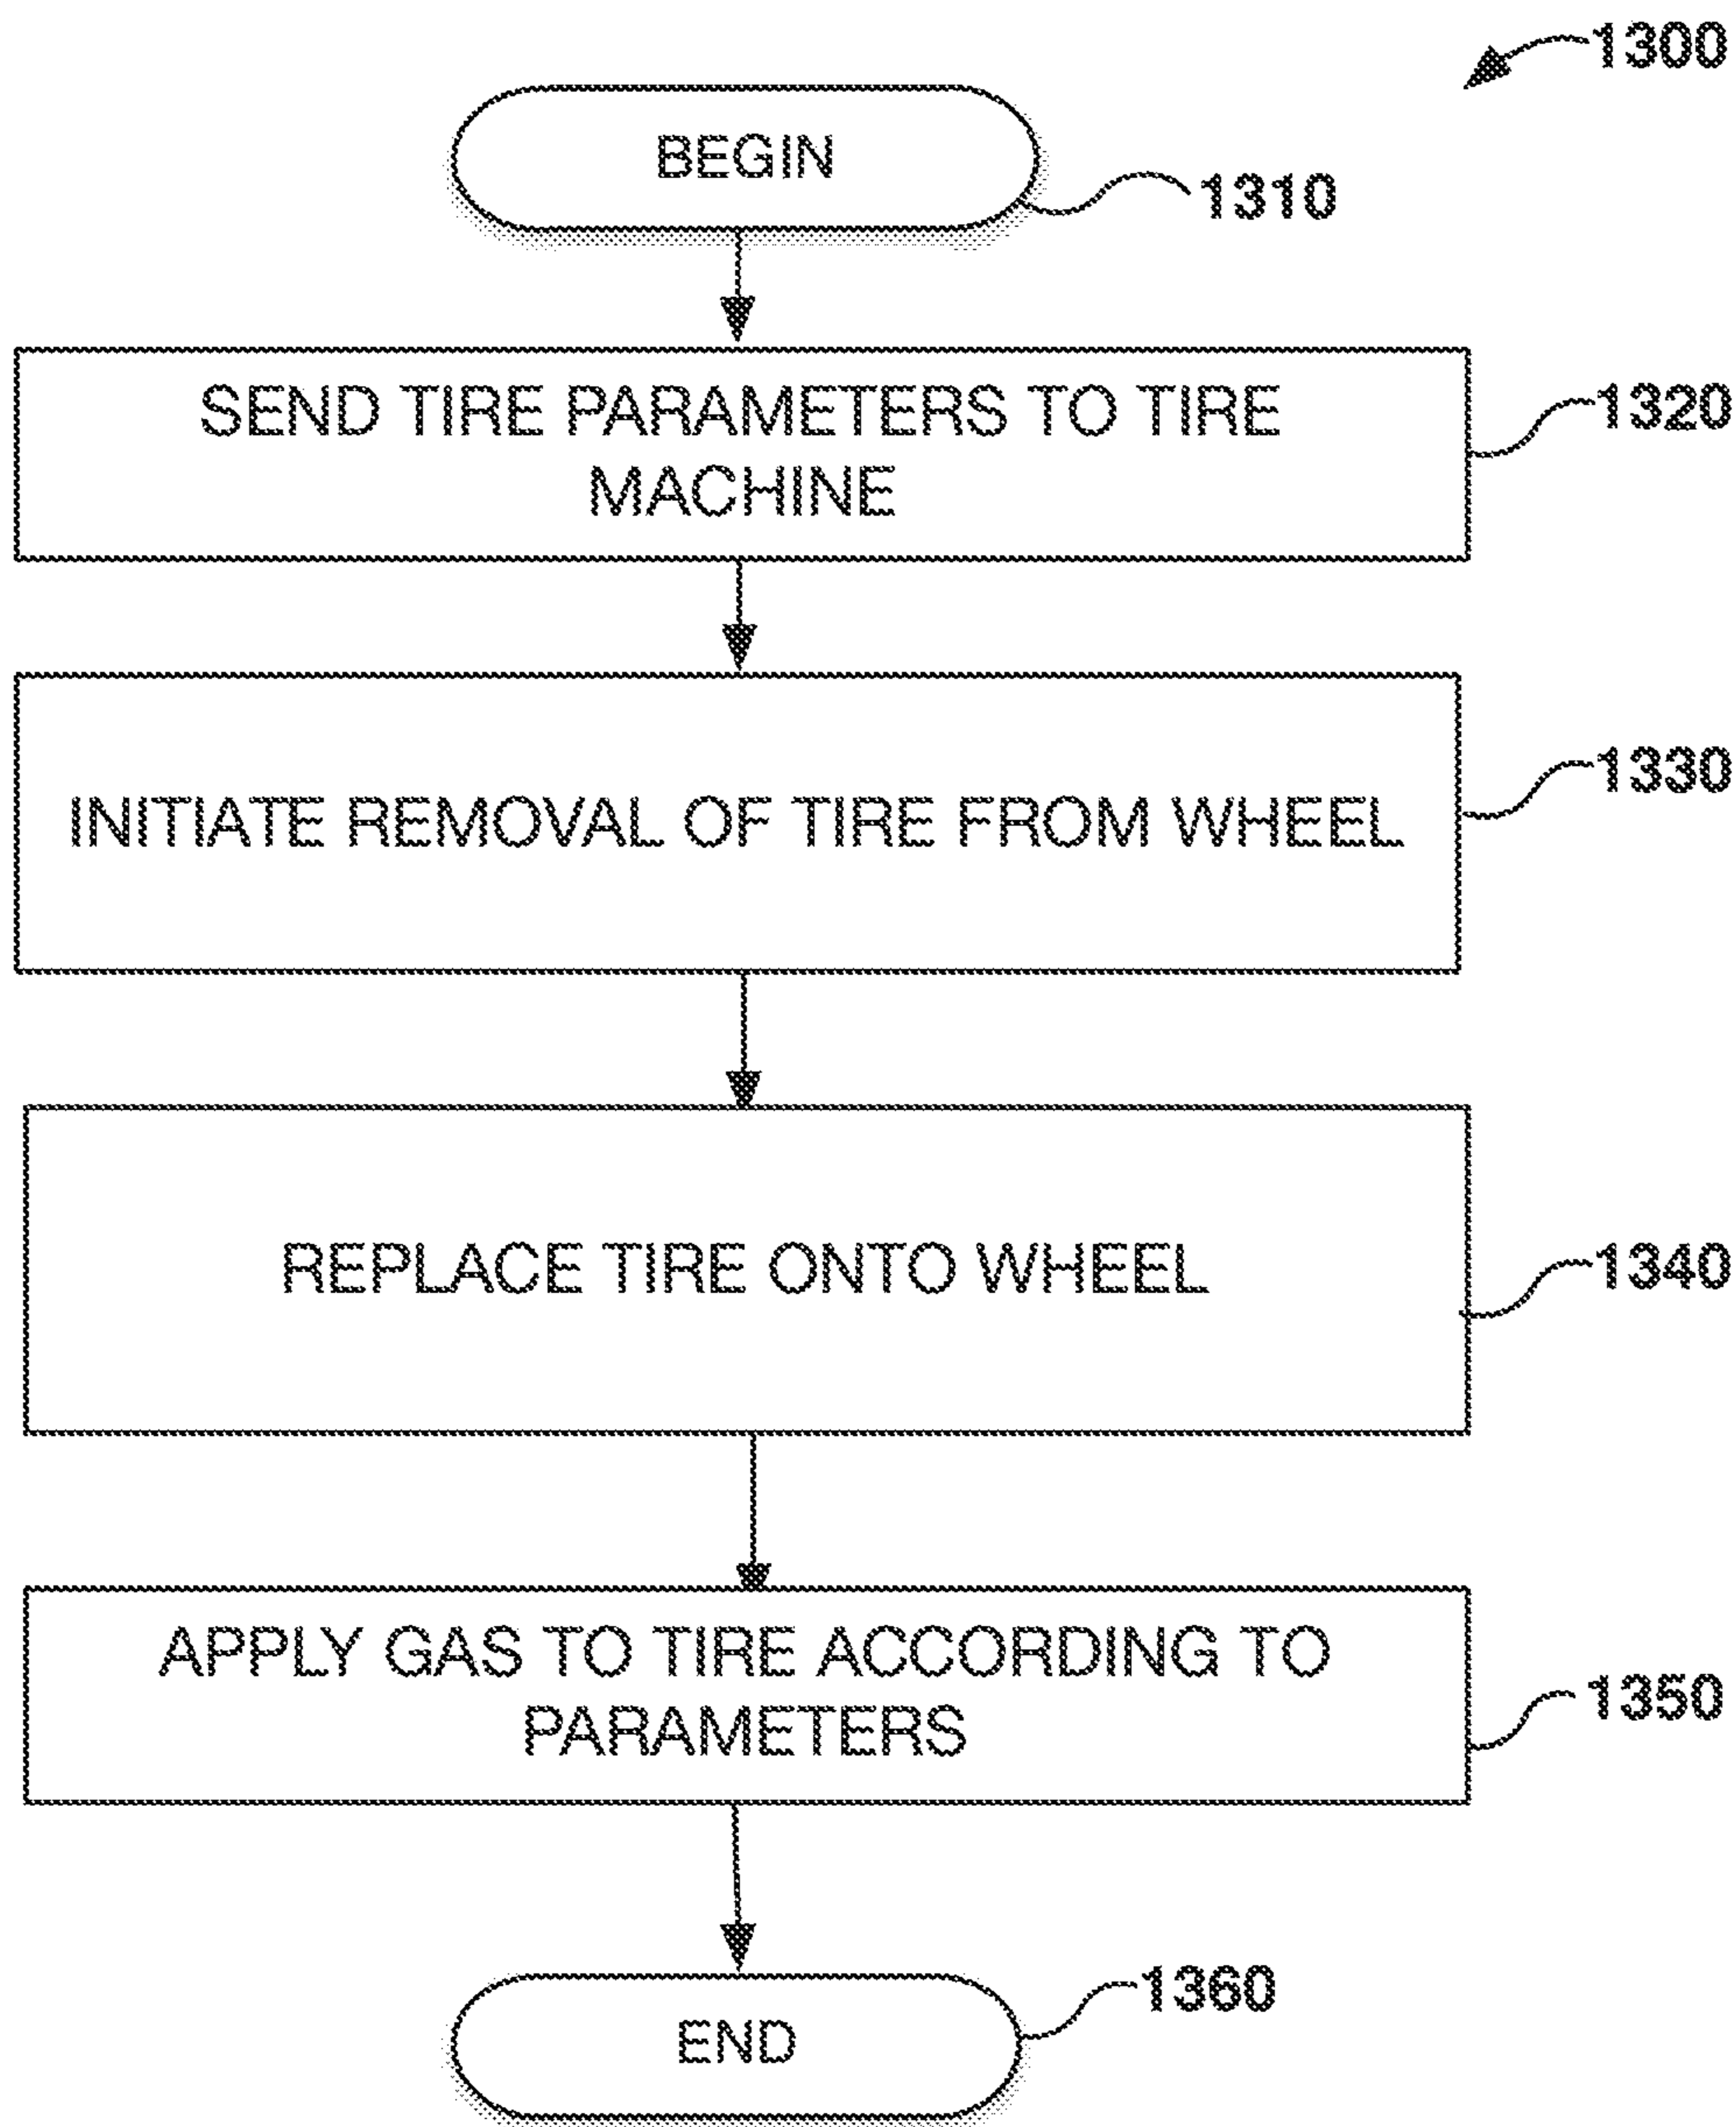 1300
BEGIN
1310
SEND TIRE PARAMETERS TO TIRE
MACHINE
1320
INITIATE REMOVAL OF TIRE FROM WHEEL
1330
REPLACE TIRE ONTO WHEEL
1340
APPLY GAS TO TIRE ACCORDING TO
PARAMETERS
1350
END
1360